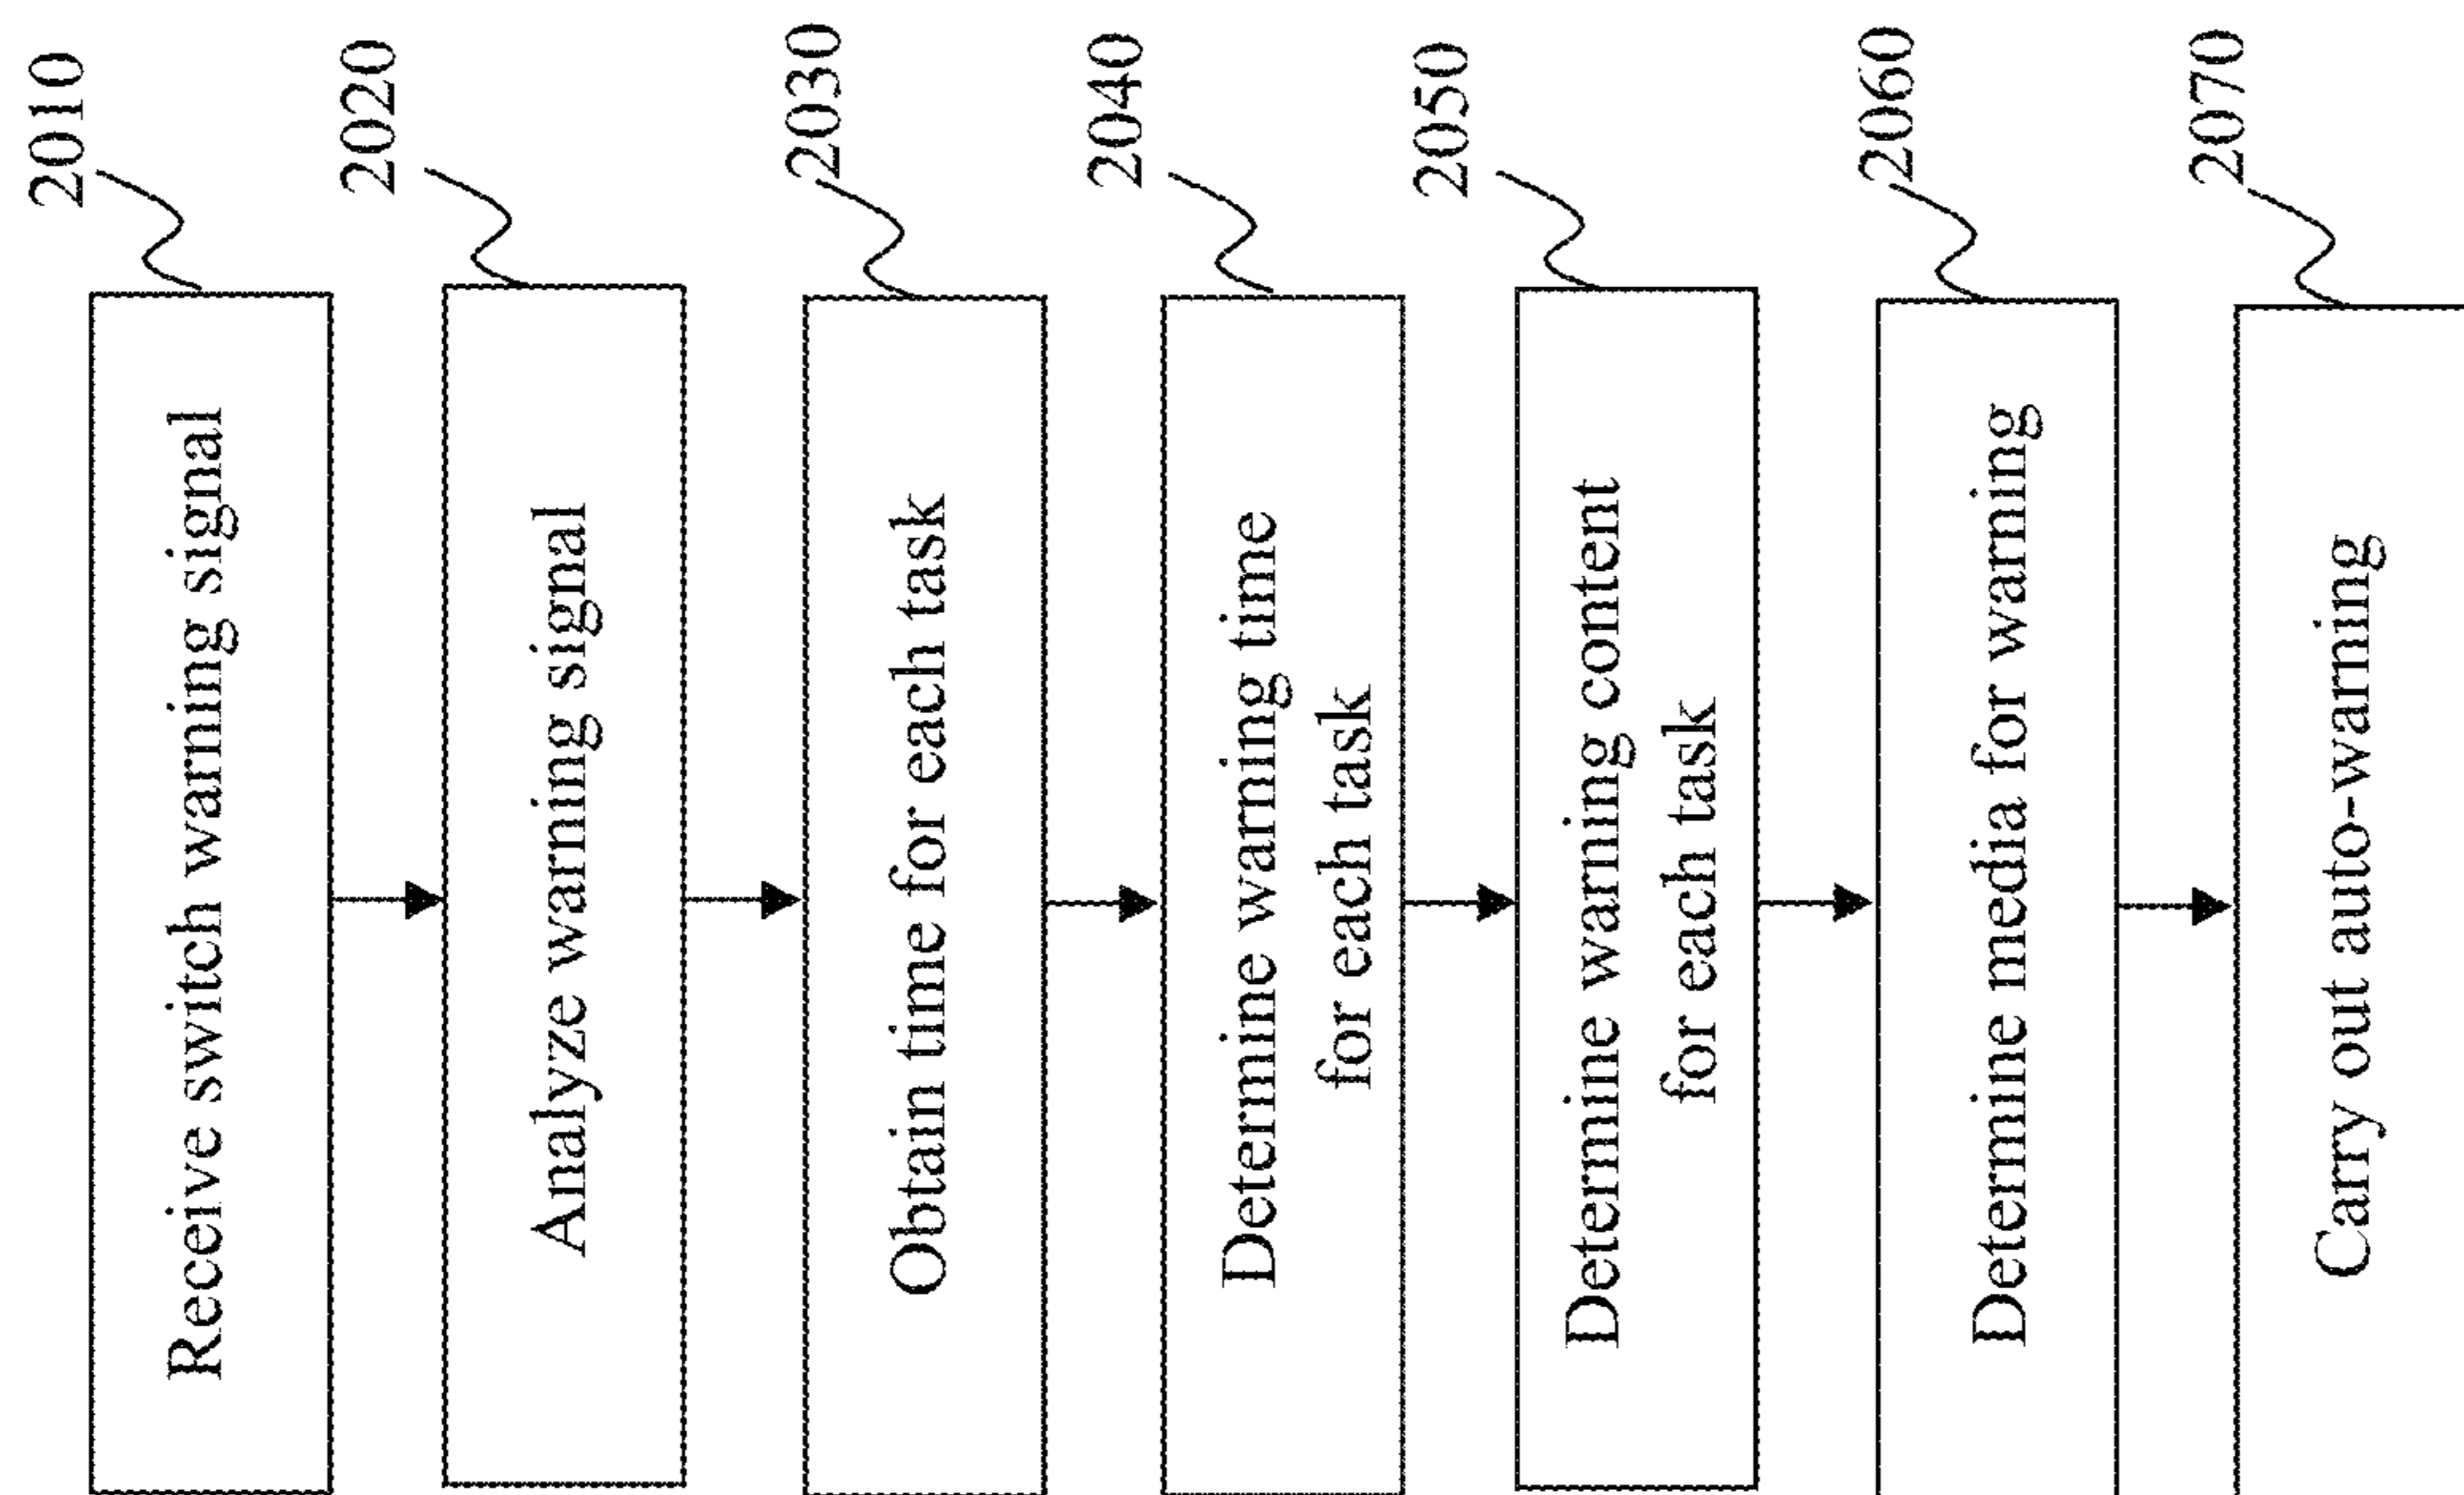 2010
Receive switch warning signal
2020
Analyze warning signal
2030
Obtain time for each task
2040
Determine warning time
for each task
2050
Determine warning content
for each task
2060
Determine media for warning
2070
Carry out auto-warning